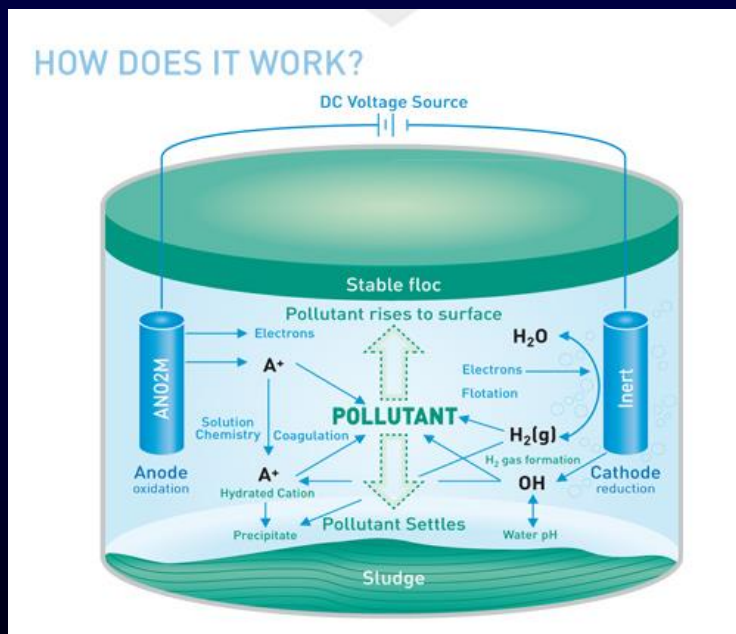 HOW DOES IT WORK?
DC Voltage Source
Stable floc
Pollutant rises to surface
Electrons
A⁺
H₂O
Electrons
Flotation
ANO2M
Inert
POLLUTANT
Solution
Chemistry
Coagulation
H₂(g)
H₂ gas formation
Anode
oxidation
A⁺
Hydrated Cation
OH
Cathode
reduction
Pollutant Settles
Precipitate
Water pH
Sludge